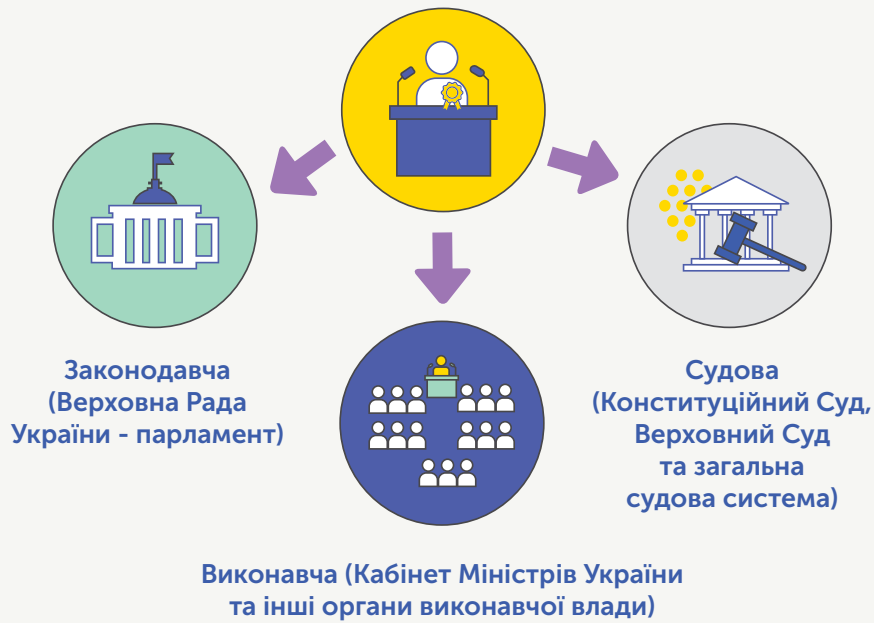 Законодавча
(Верховна Рада
України - парламент)
Судова
(Конституційний Суд,
Верховний Суд
та загальна
судова система)
Виконавча (Кабінет Міністрів України
та інші органи виконавчої влади)